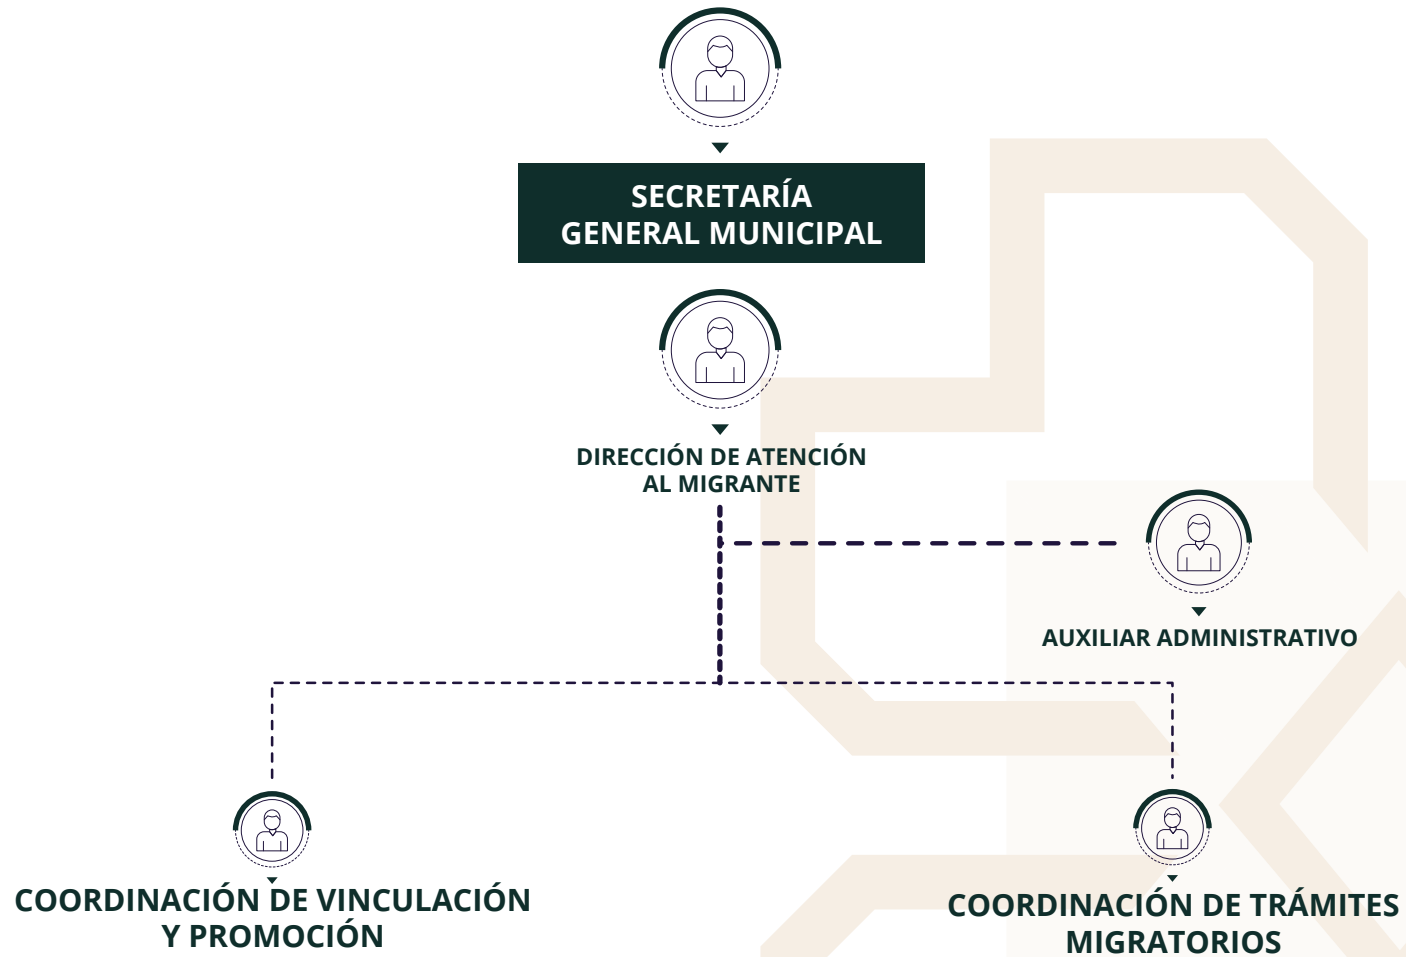 SECRETARÍA
GENERAL MUNICIPAL
DIRECCIÓN DE ATENCIÓN
AL MIGRANTE
AUXILIAR ADMINISTRATIVO
COORDINACIÓN DE VINCULACIÓN
Y PROMOCIÓN
COORDINACIÓN DE TRÁMITES
MIGRATORIOS